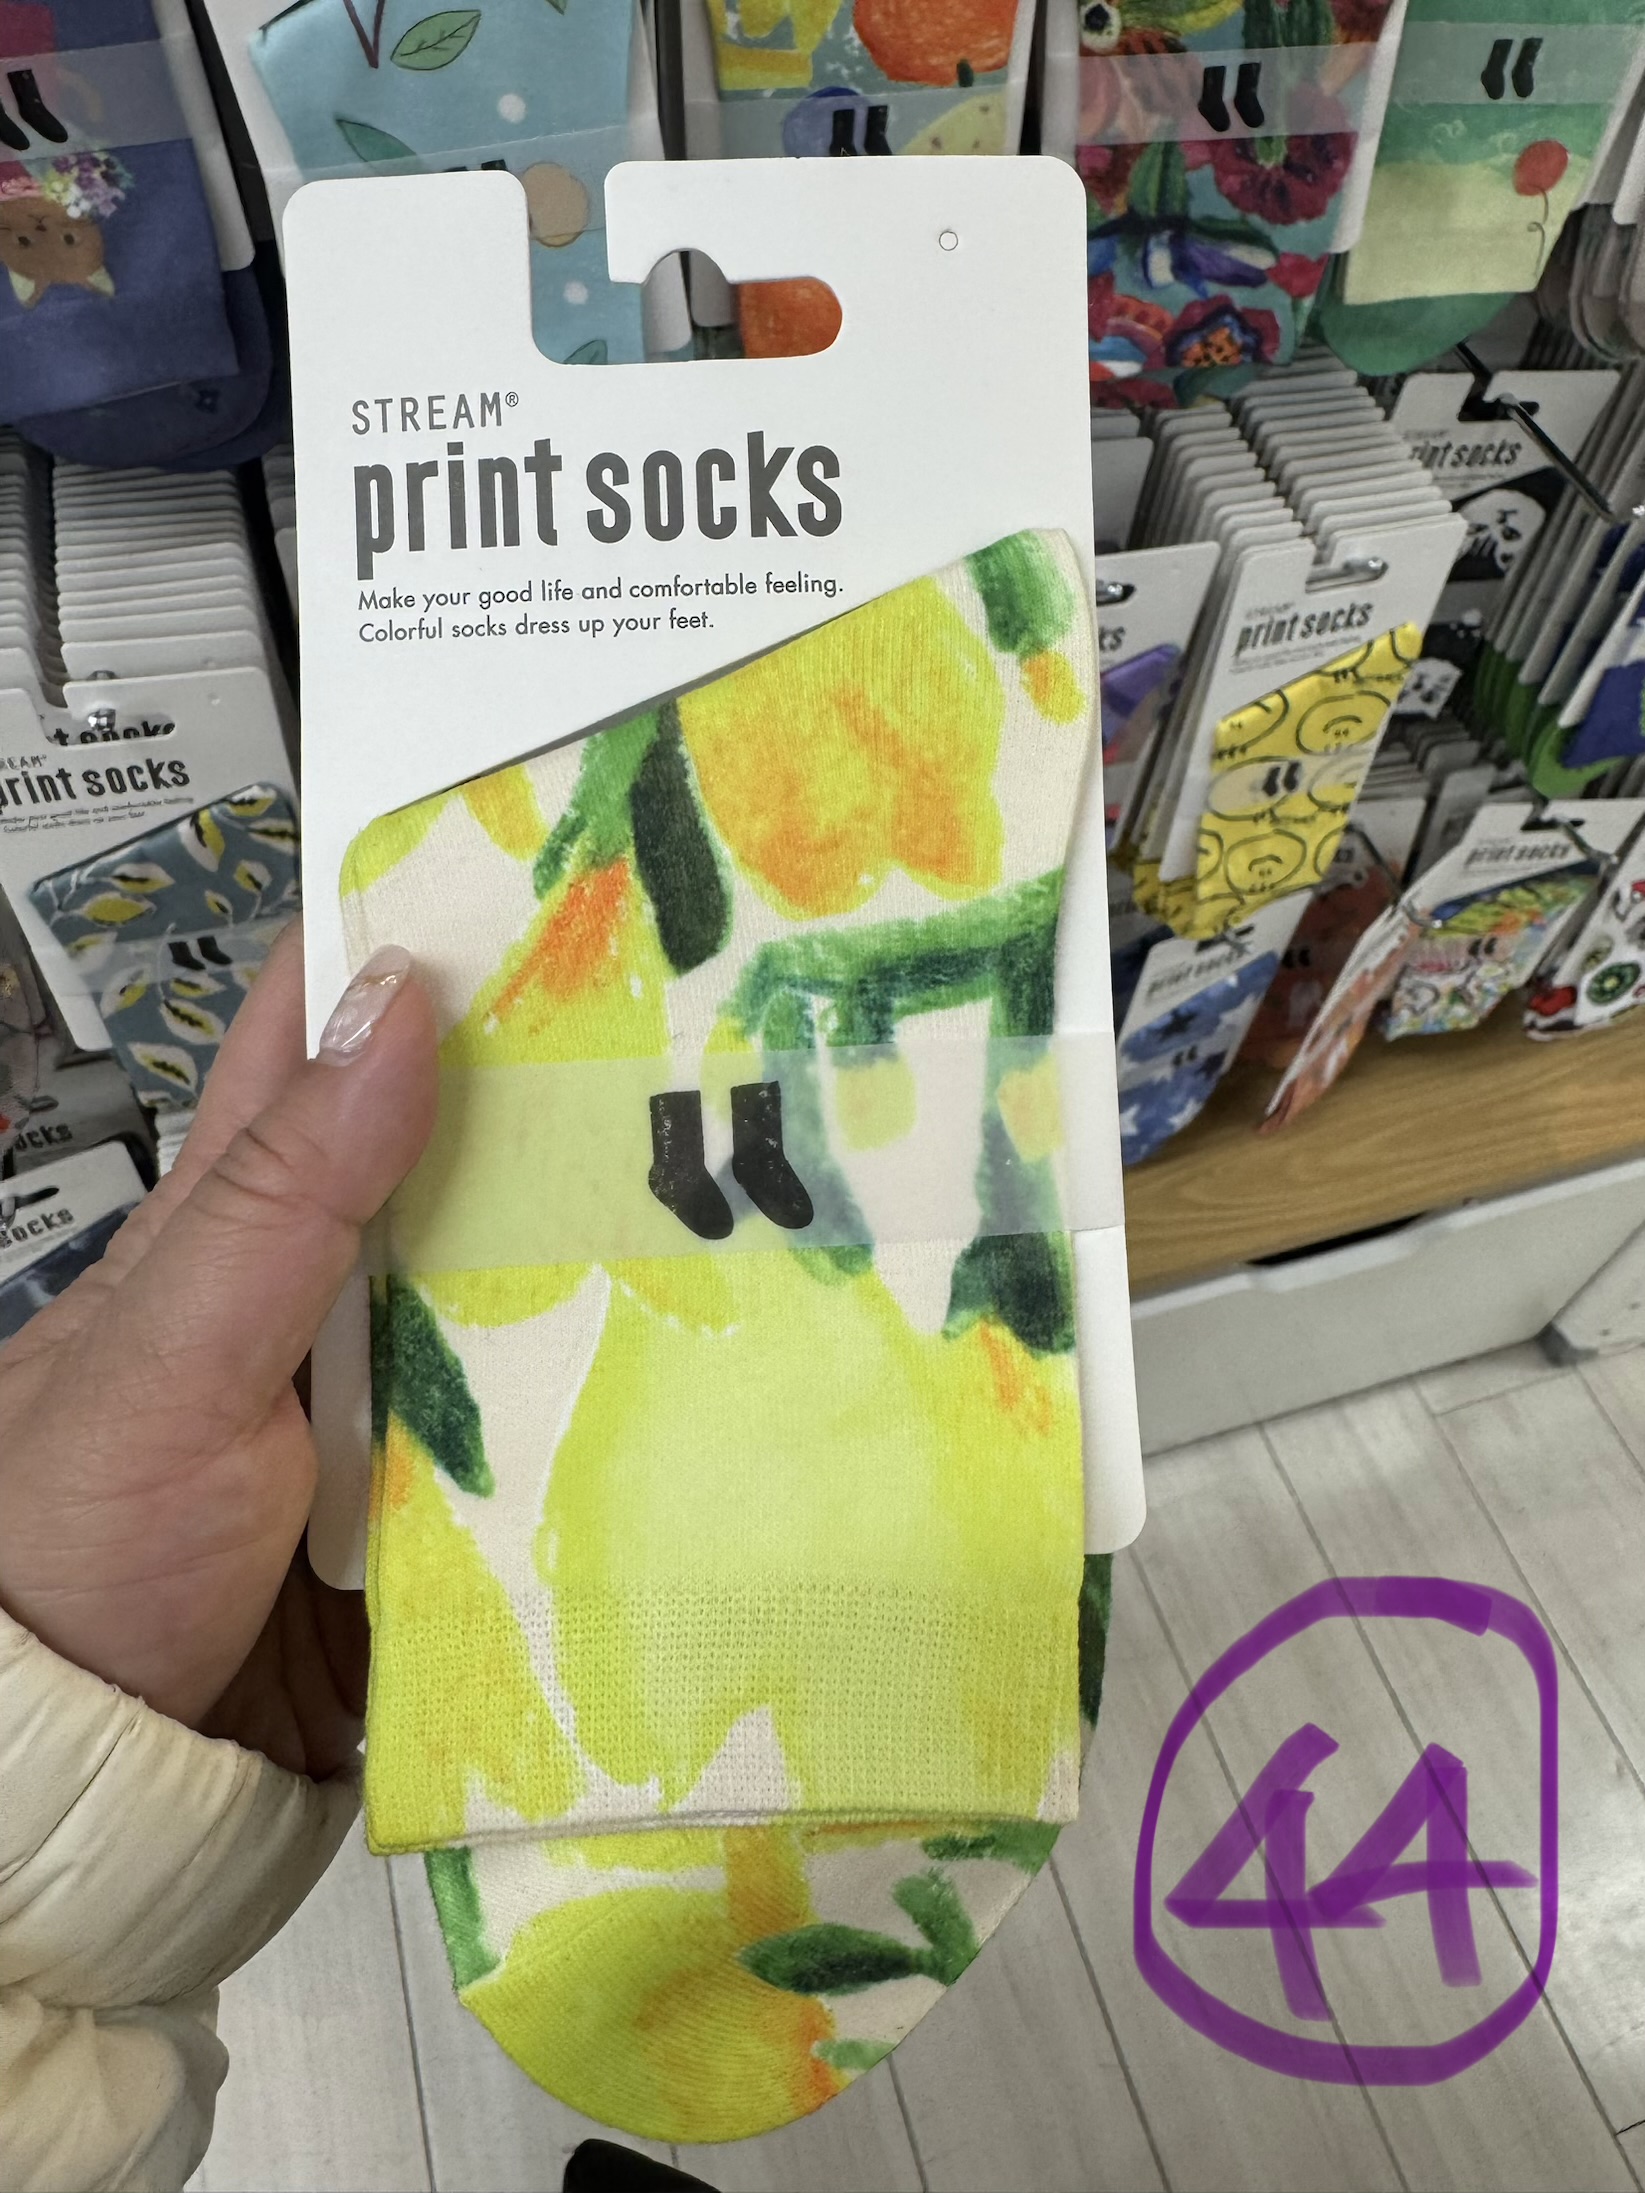 STREAM®
print socks
Make your good life and comfortable feeling.
Colorful socks dress up your feet.
print socks
STREAM
print socks
print socks
print socks
44